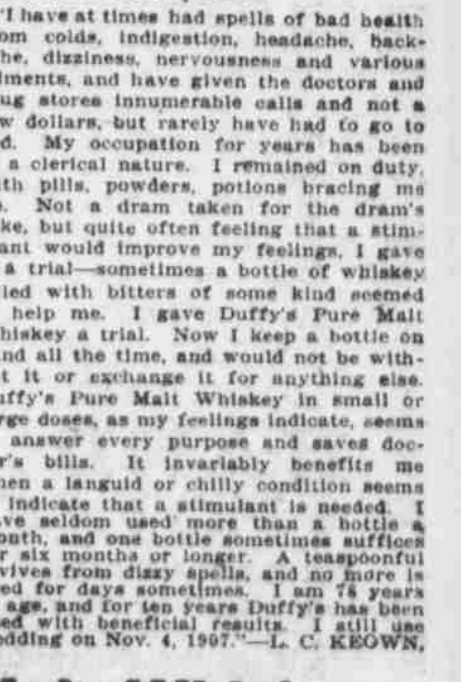 "I have at times had spells of bad health
om colds, indigestion, headache, back-
he, dizziness, nervousness and various
lments, and have given the doctors and
ug stores innumerable calls and not a
w dollars, but rarely have had to go to
d. My occupation for years has been
a clerical nature. I remained on duty,
ith pills, powders, potions bracing me
. Not a dram taken for the dram's
ke, but quite often feeling that a stim-
ant would improve my feelings, I gave
a trial—sometimes a bottle of whiskey
led with bitters of some kind seemed
help me. I gave Duffy's Pure Malt
hiskey a trial. Now I keep a bottle on
nd all the time, and would not be with-
t it or exchange it for anything else.
uffy's Pure Malt Whiskey in small or
rge doses, as my feelings indicate, seems
answer every purpose and saves doc-
r's bills. It invariably benefits me
hen a languid or chilly condition seems
indicate that a stimulant is needed. I
ve seldom used more than a bottle a
onth, and one bottle sometimes suffices
r six months or longer. A teaspoonful
vives from dizzy spells, and no more is
ed for days sometimes. I am 78 years
age, and for ten years Duffy's has been
ed with beneficial results. I still use
edding on Nov. 4, 1907."—L. C. KEOWN,